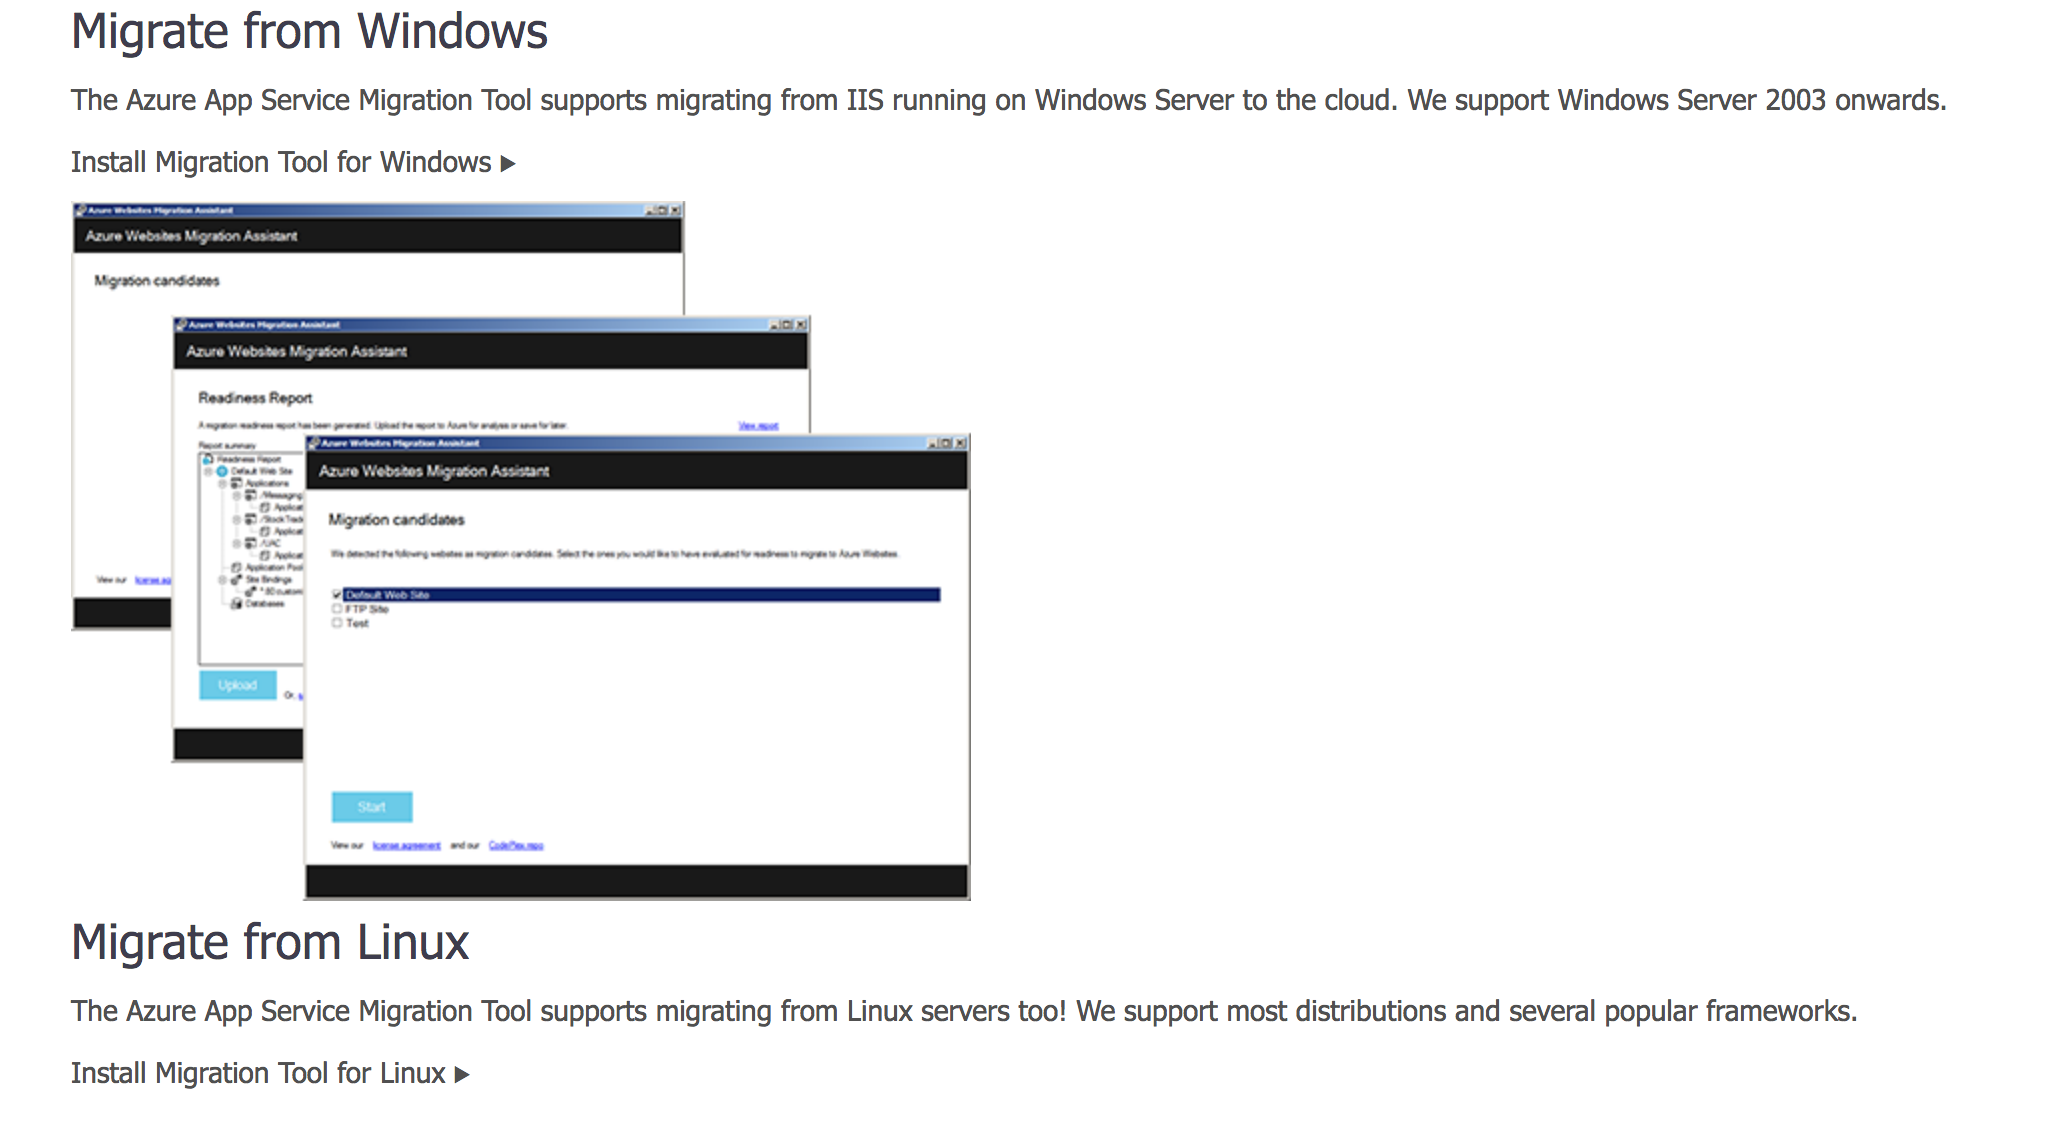 Migrate from Windows
The Azure App Service Migration Tool supports migrating from IIS running on Windows Server to the cloud. We support Windows Server 2003 onwards.
Install Migration Tool for Windows ▶
Azure Websites Migration Assistant
Azure Websites Migration Assistant
Migration candidates
View our license
Azure Websites Migration Assistant
Azure Websites Migration Assistant
Readiness Report
A migration readiness report has been generated. Upload the report to Azure for analysis or save for later. View report
Report summary
Readiness Report
Default Web Site
Applications
/Messaging
Applicat
/StockTrad
Applicat
/UAC
Applicat
Application Pool
Site Bindings
*:80:custom
Databases
Upload
Or,
Azure Websites Migration Assistant
Azure Websites Migration Assistant
Migration candidates
We detected the following websites as migration candidates. Select the ones you would like to have evaluated for readiness to migrate to Azure Websites.
Default Web Site
FTP Site
Test
Start
View our license agreement and our CodePlex repo
Migrate from Linux
The Azure App Service Migration Tool supports migrating from Linux servers too! We support most distributions and several popular frameworks.
Install Migration Tool for Linux ▶